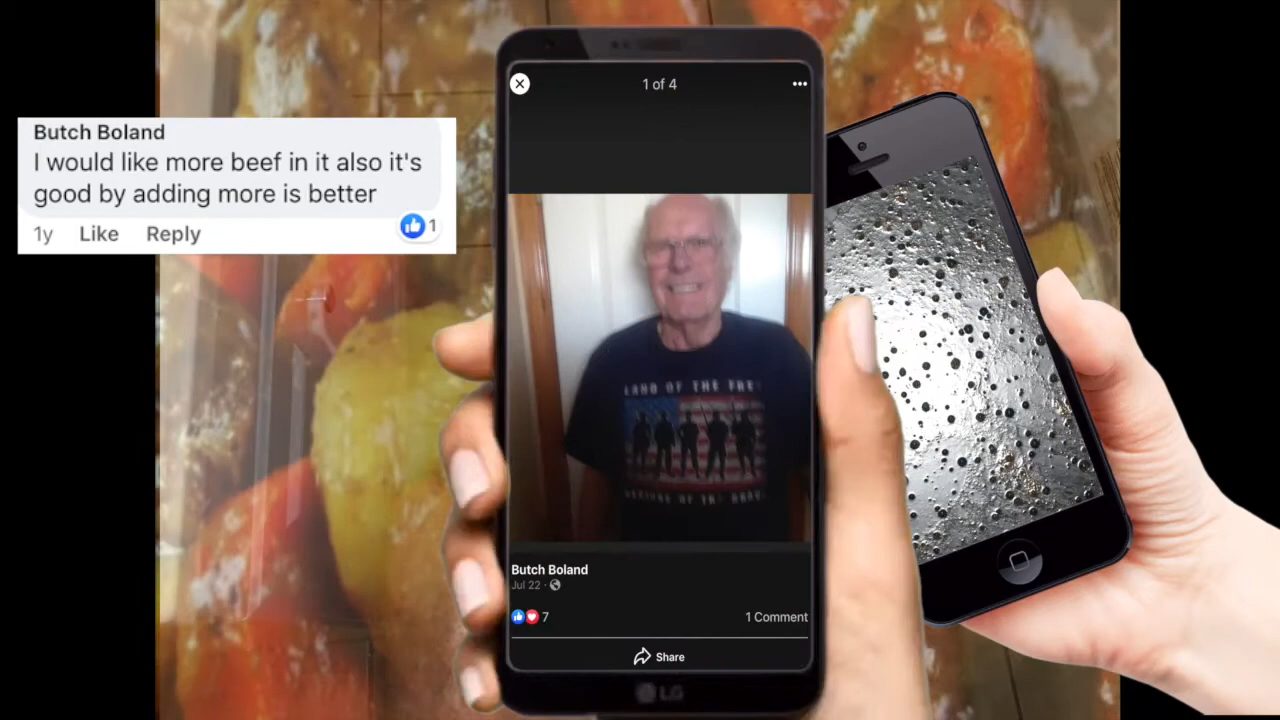 Butch Boland
I would like more beef in it also it's
good by adding more is better
1y Like Reply
1
1 of 4
LAND OF THE FREE
Butch Boland
Jul 22 ·
7
1 Comment
Share
LG